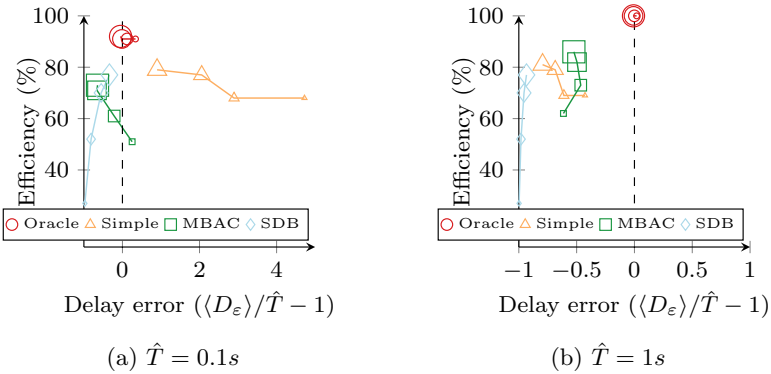 100
80
60
40
Efficiency (%)
Oracle Simple MBAC SDB
0 2 4
Delay error (⟨D_ε⟩/T̂ − 1)
(a) T̂ = 0.1s
100
80
60
40
Efficiency (%)
Oracle Simple MBAC SDB
−1 −0.5 0 0.5 1
Delay error (⟨D_ε⟩/T̂ − 1)
(b) T̂ = 1s